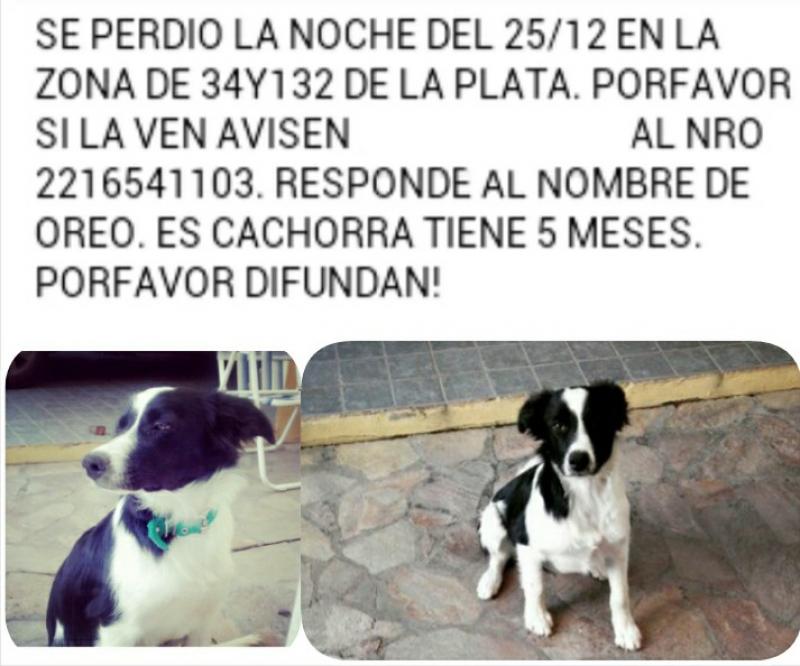 SE PERDIO LA NOCHE DEL 25/12 EN LA
ZONA DE 34Y132 DE LA PLATA. PORFAVOR
SI LA VEN AVISEN AL NRO
2216541103. RESPONDE AL NOMBRE DE
OREO. ES CACHORRA TIENE 5 MESES.
PORFAVOR DIFUNDAN!